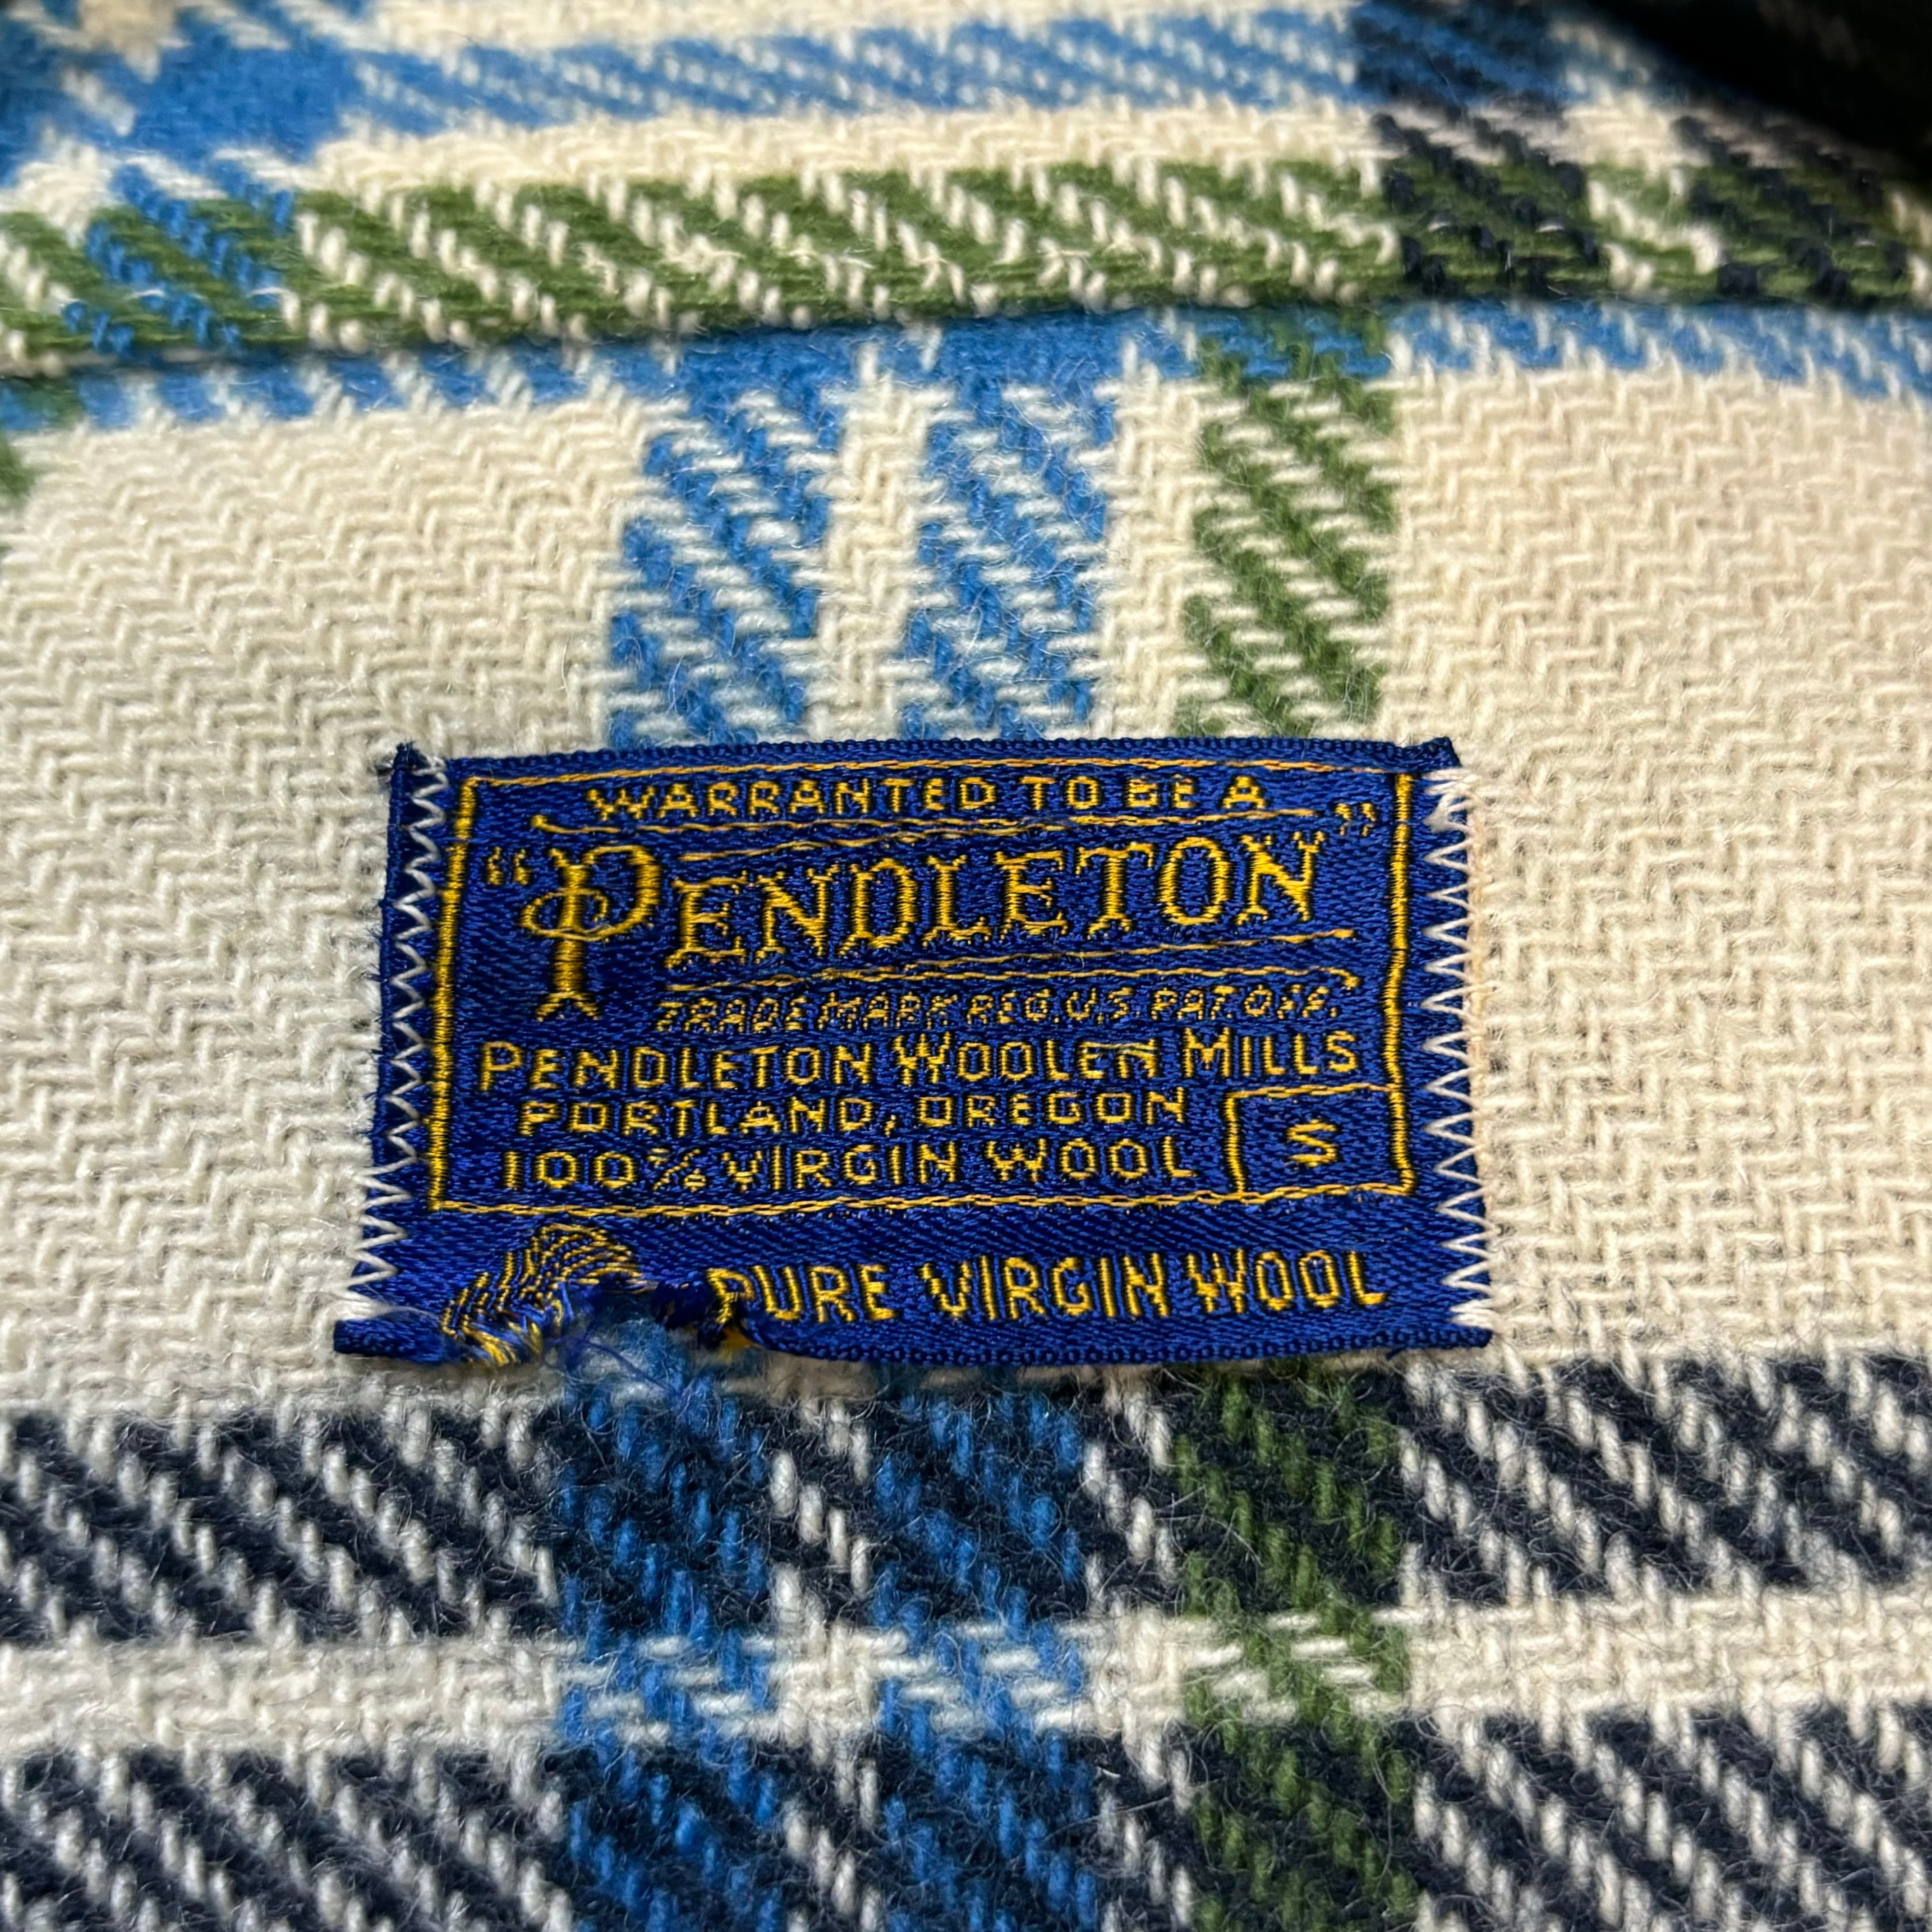 WARRANTED TO BE A
“PENDLETON”
TRADE MARK REG. U.S. PAT. OFF.
PENDLETON WOOLEN MILLS
PORTLAND, OREGON
100% VIRGIN WOOL S
PURE VIRGIN WOOL